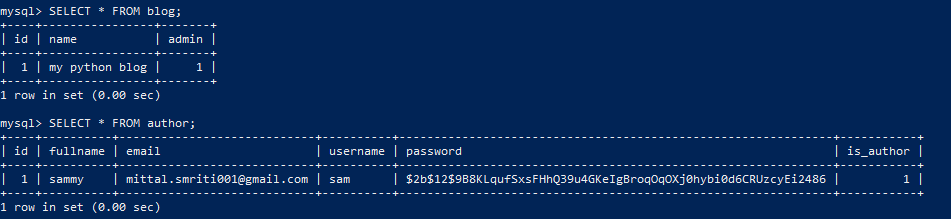 mysql> SELECT * FROM blog;
+----+----------------+-------+
| id | name           | admin |
+----+----------------+-------+
|  1 | my python blog |     1 |
+----+----------------+-------+
1 row in set (0.00 sec)
mysql> SELECT * FROM author;
+----+----------+----------------------------+----------+--------------------------------------------------------------+-----------+
| id | fullname | email                      | username | password                                                     | is_author |
+----+----------+----------------------------+----------+--------------------------------------------------------------+-----------+
|  1 | sammy    | mittal.smriti001@gmail.com | sam      | $2b$12$9B8KLqufSxsFHhQ39u4GKeIgBroqOqOXj0hybi0d6CRUzcyEi2486 |         1 |
+----+----------+----------------------------+----------+--------------------------------------------------------------+-----------+
1 row in set (0.00 sec)